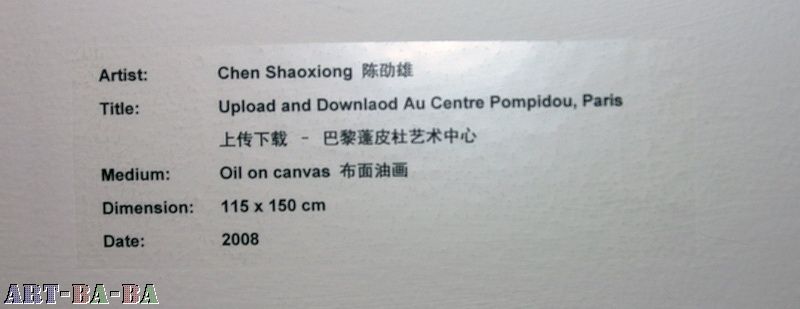 Artist: Chen Shaoxiong 陈劭雄
Title: Upload and Downlaod Au Centre Pompidou, Paris
上传下载 - 巴黎蓬皮杜艺术中心
Medium: Oil on canvas 布面油画
Dimension: 115 x 150 cm
Date: 2008
ART-BA-BA